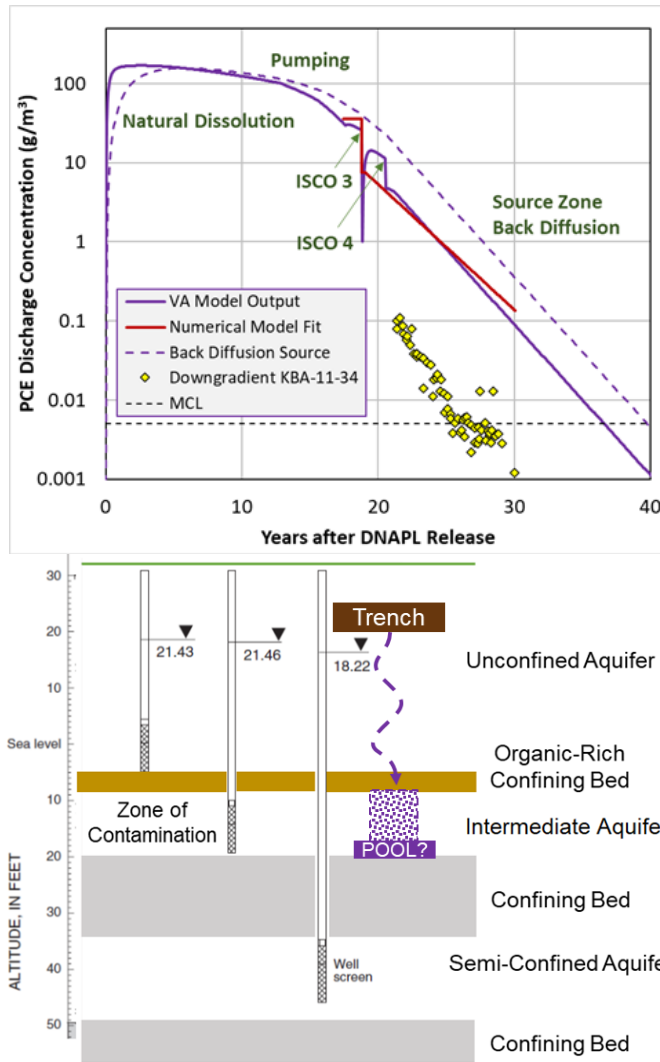 PCE Discharge Concentration (g/m³)
100
10
1
0.1
0.01
0.001
Pumping
Natural Dissolution
ISCO 3
ISCO 4
Source Zone
Back Diffusion
VA Model Output
Numerical Model Fit
Back Diffusion Source
Downgradient KBA-11-34
MCL
0
10
20
30
40
Years after DNAPL Release
ALTITUDE, IN FEET
30
20
10
Sea level
10
20
30
40
50
21.43
21.46
18.22
Trench
Unconfined Aquifer
Organic-Rich
Confining Bed
Zone of
Contamination
Intermediate Aquife
POOL?
Confining Bed
Well
screen
Semi-Confined Aquife
Confining Bed